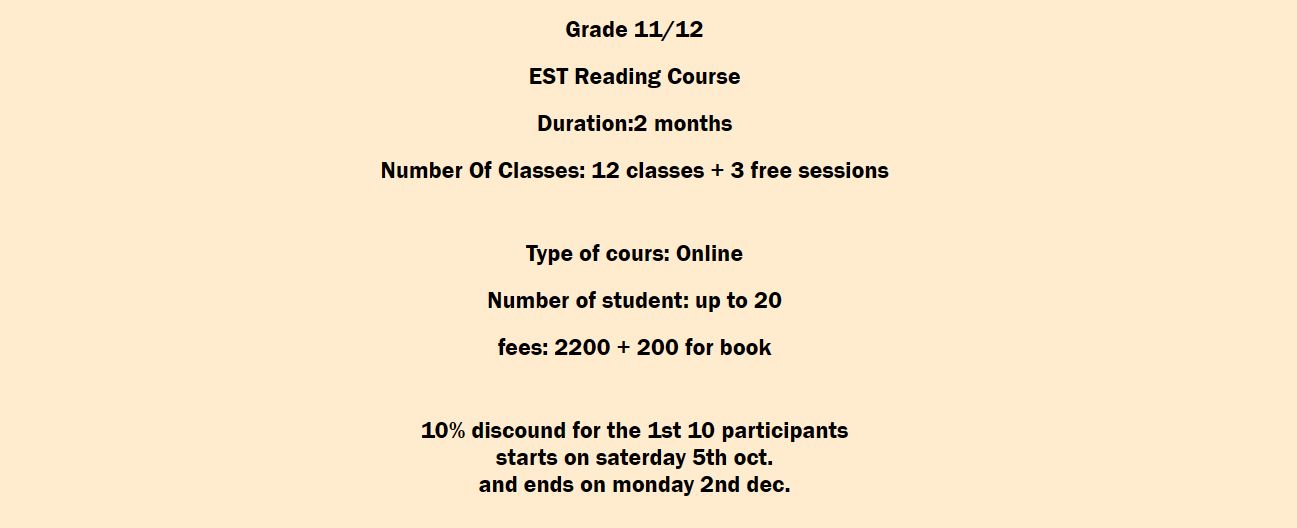 Grade 11/12
EST Reading Course
Duration:2 months
Number Of Classes: 12 classes + 3 free sessions
Type of cours: Online
Number of student: up to 20
fees: 2200 + 200 for book
10% discound for the 1st 10 participants
starts on saterday 5th oct.
and ends on monday 2nd dec.